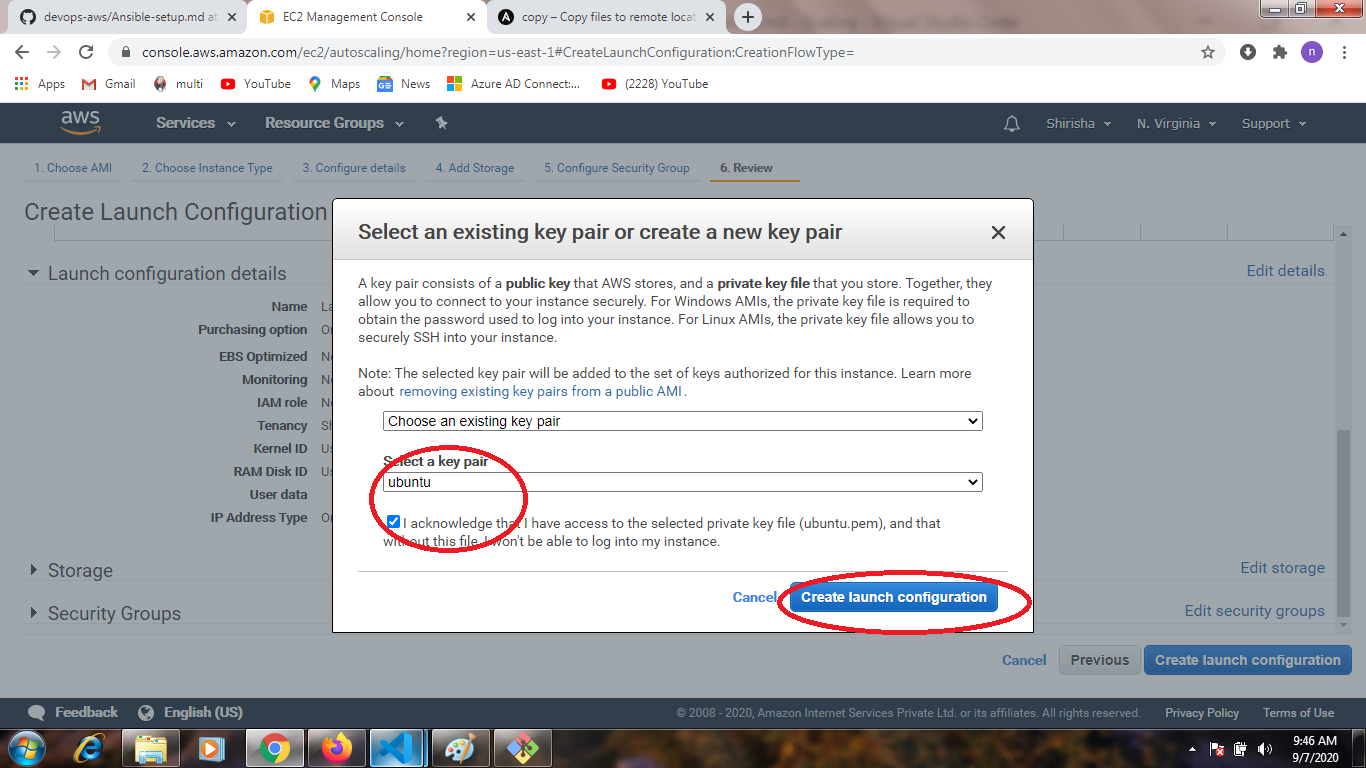 devops-aws/Ansible-setup.md at
EC2 Management Console
copy – Copy files to remote locat
console.aws.amazon.com/ec2/autoscaling/home?region=us-east-1#CreateLaunchConfiguration:CreationFlowType=
n
Apps Gmail multi YouTube Maps News Azure AD Connect:... (2228) YouTube
aws Services Resource Groups Shirisha N. Virginia Support
1. Choose AMI 2. Choose Instance Type 3. Configure details 4. Add Storage 5. Configure Security Group 6. Review
Create Launch Configuration
Select an existing key pair or create a new key pair
A key pair consists of a public key that AWS stores, and a private key file that you store. Together, they
allow you to connect to your instance securely. For Windows AMIs, the private key file is required to
obtain the password used to log into your instance. For Linux AMIs, the private key file allows you to
securely SSH into your instance.
Note: The selected key pair will be added to the set of keys authorized for this instance. Learn more
about removing existing key pairs from a public AMI.
Choose an existing key pair
Select a key pair
ubuntu
I acknowledge that I have access to the selected private key file (ubuntu.pem), and that
without this file, I won't be able to log into my instance.
Cancel Create launch configuration
Launch configuration details Edit details
Name
Purchasing option
EBS Optimized
Monitoring
IAM role
Tenancy
Kernel ID
RAM Disk ID
User data
IP Address Type
Storage Edit storage
Security Groups Edit security groups
Cancel Previous Create launch configuration
Feedback English (US) © 2008 - 2020, Amazon Internet Services Private Ltd. or its affiliates. All rights reserved. Privacy Policy Terms of Use
9:46 AM
9/7/2020